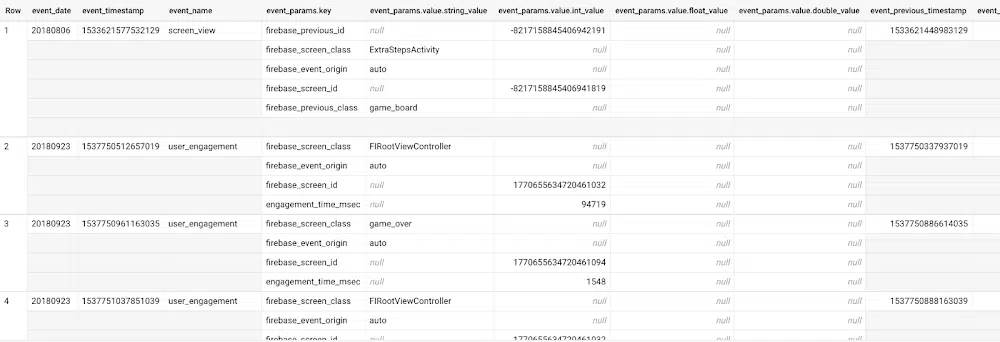 Row event_date event_timestamp event_name event_params.key event_params.value.string_value event_params.value.int_value event_params.value.float_value event_params.value.double_value event_previous_timestamp event_
1 20180806 1533621577532129 screen_view firebase_previous_id null -8217158845406942191 null null 1533621448983129
firebase_screen_class ExtraStepsActivity null null null
firebase_event_origin auto null null null
firebase_screen_id null -8217158845406941819 null null
firebase_previous_class game_board null null null
2 20180923 1537750512657019 user_engagement firebase_screen_class FIRootViewController null null null 1537750337937019
firebase_event_origin auto null null null
firebase_screen_id null 1770655634720461032 null null
engagement_time_msec null 94719 null null
3 20180923 1537750961163035 user_engagement firebase_screen_class game_over null null null 1537750886614035
firebase_event_origin auto null null null
firebase_screen_id null 1770655634720461094 null null
engagement_time_msec null 1548 null null
4 20180923 1537751037851039 user_engagement firebase_screen_class FIRootViewController null null null 1537750888163039
firebase_event_origin auto null null null
firebase_screen_id null 1770655634720461032 null null